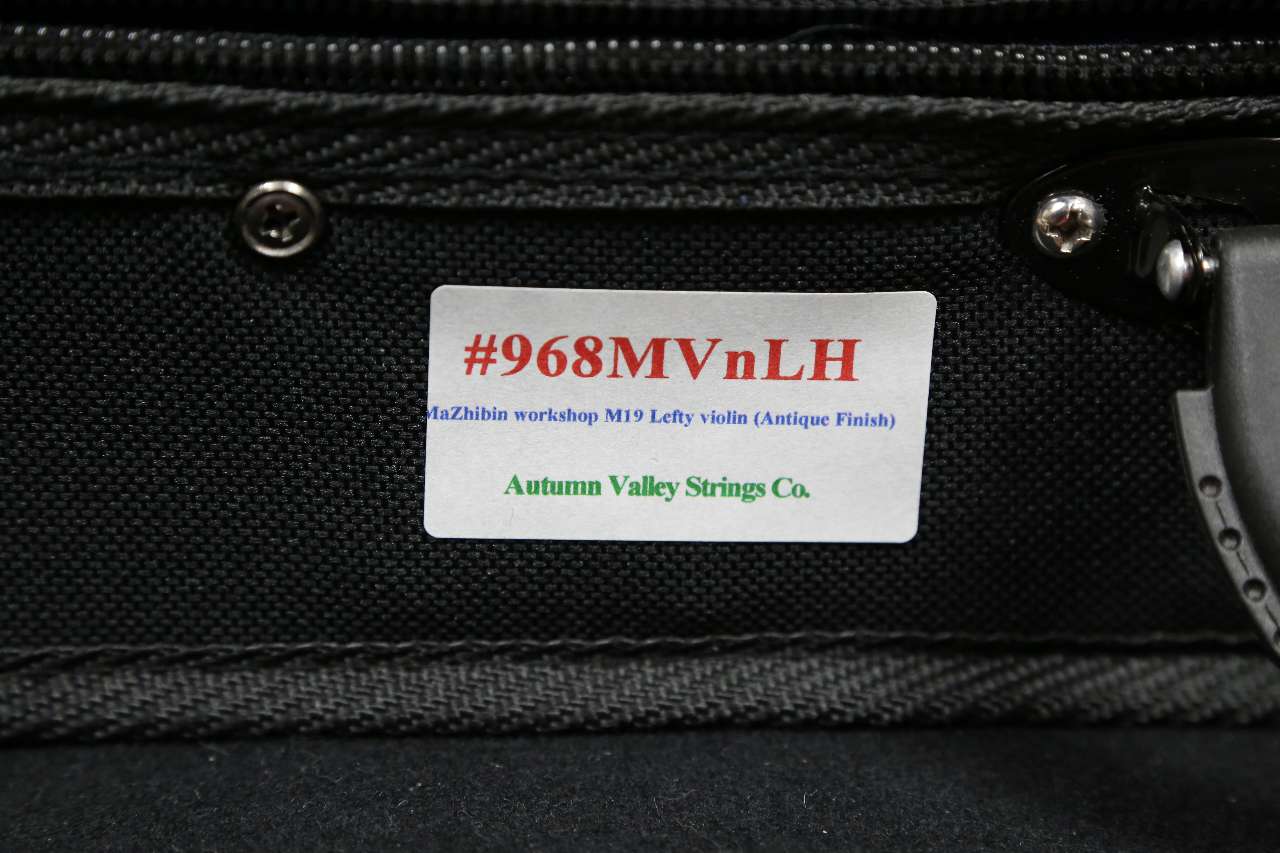 #968MVnLH
MaZhibin workshop M19 Lefty violin (Antique Finish)
Autumn Valley Strings Co.